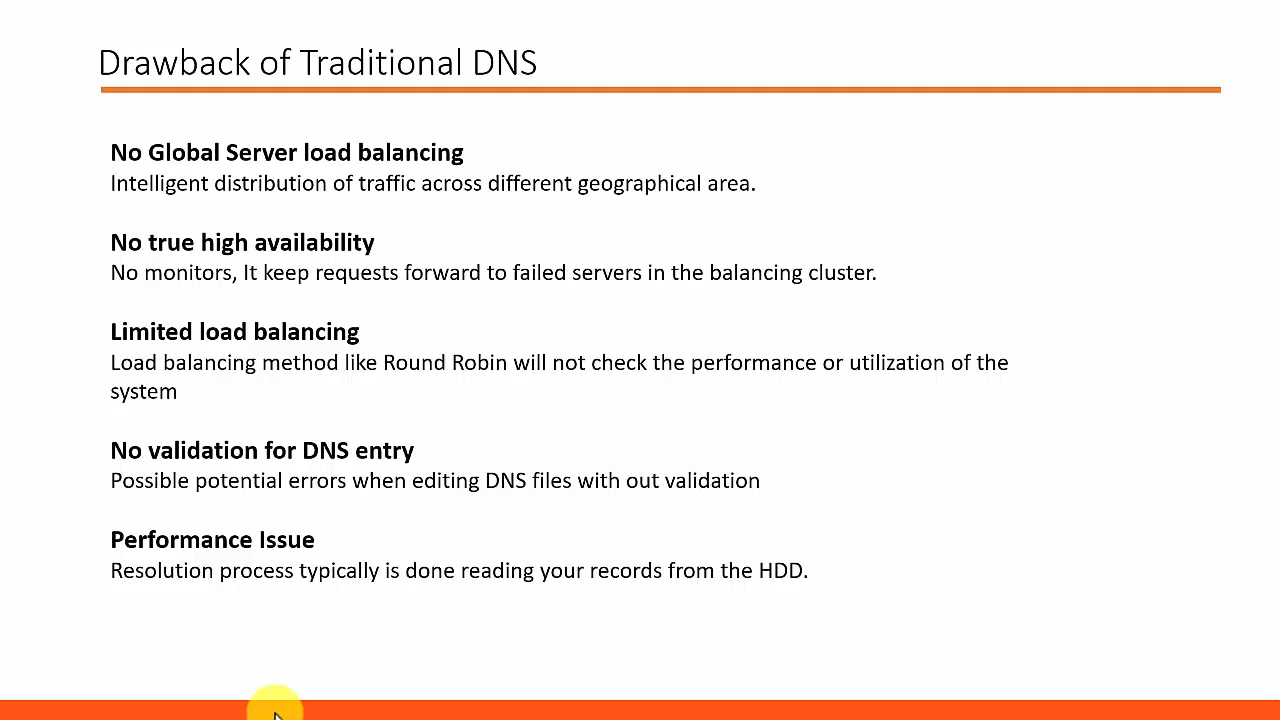 Drawback of Traditional DNS
No Global Server load balancing
Intelligent distribution of traffic across different geographical area.
No true high availability
No monitors, It keep requests forward to failed servers in the balancing cluster.
Limited load balancing
Load balancing method like Round Robin will not check the performance or utilization of the
system
No validation for DNS entry
Possible potential errors when editing DNS files with out validation
Performance Issue
Resolution process typically is done reading your records from the HDD.